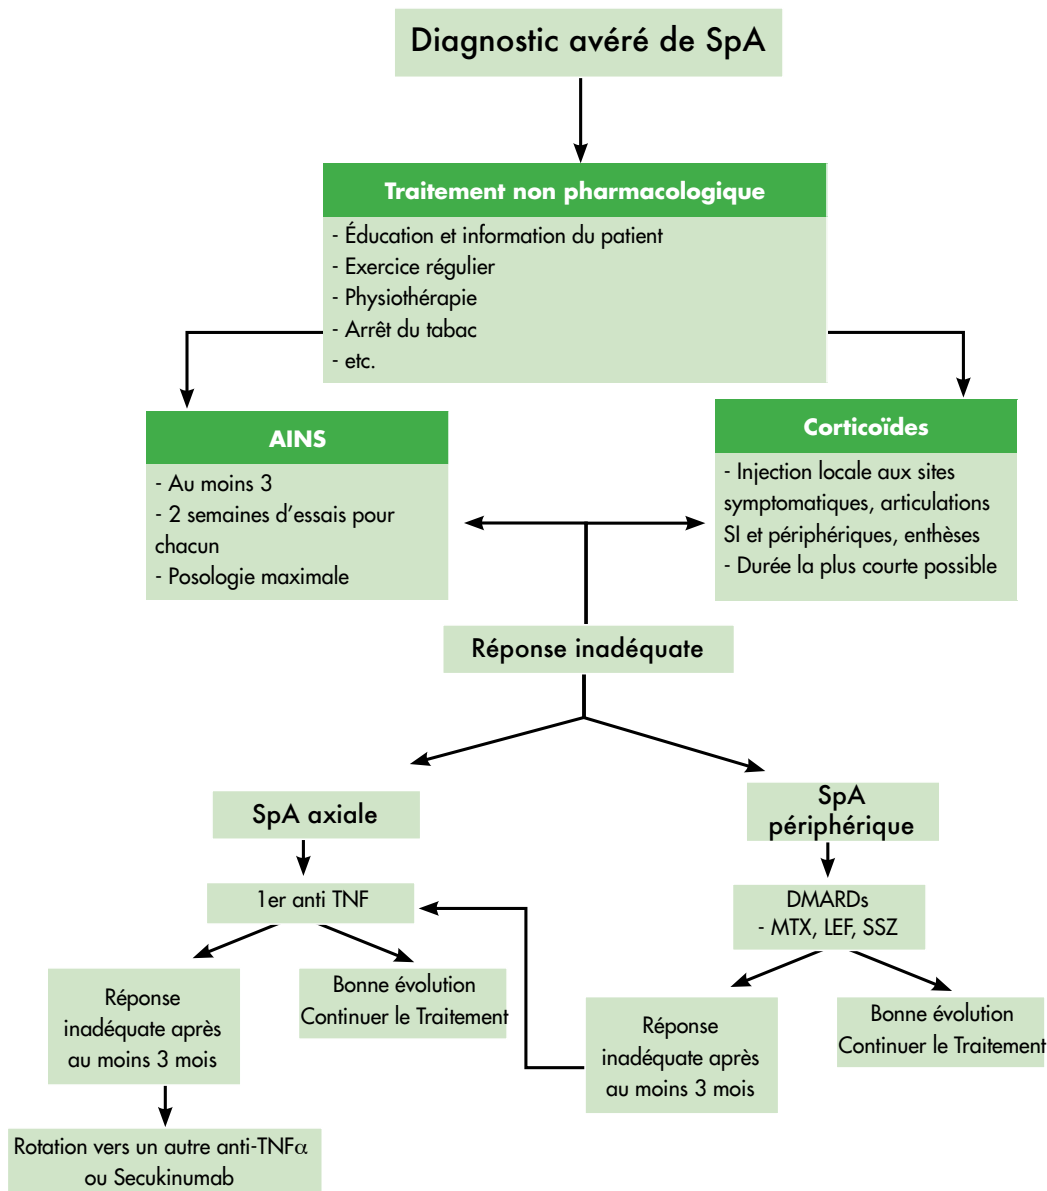 Diagnostic avéré de SpA
Traitement non pharmacologique
- Éducation et information du patient
- Exercice régulier
- Physiothérapie
- Arrêt du tabac
- etc.
AINS
- Au moins 3
- 2 semaines d'essais pour
chacun
- Posologie maximale
Corticoïdes
- Injection locale aux sites
symptomatiques, articulations
SI et périphériques, enthèses
- Durée la plus courte possible
Réponse inadéquate
SpA axiale
SpA
périphérique
1er anti TNF
DMARDs
- MTX, LEF, SSZ
Réponse
inadéquate après
au moins 3 mois
Bonne évolution
Continuer le Traitement
Réponse
inadéquate après
au moins 3 mois
Bonne évolution
Continuer le Traitement
Rotation vers un autre anti-TNFα
ou Secukinumab